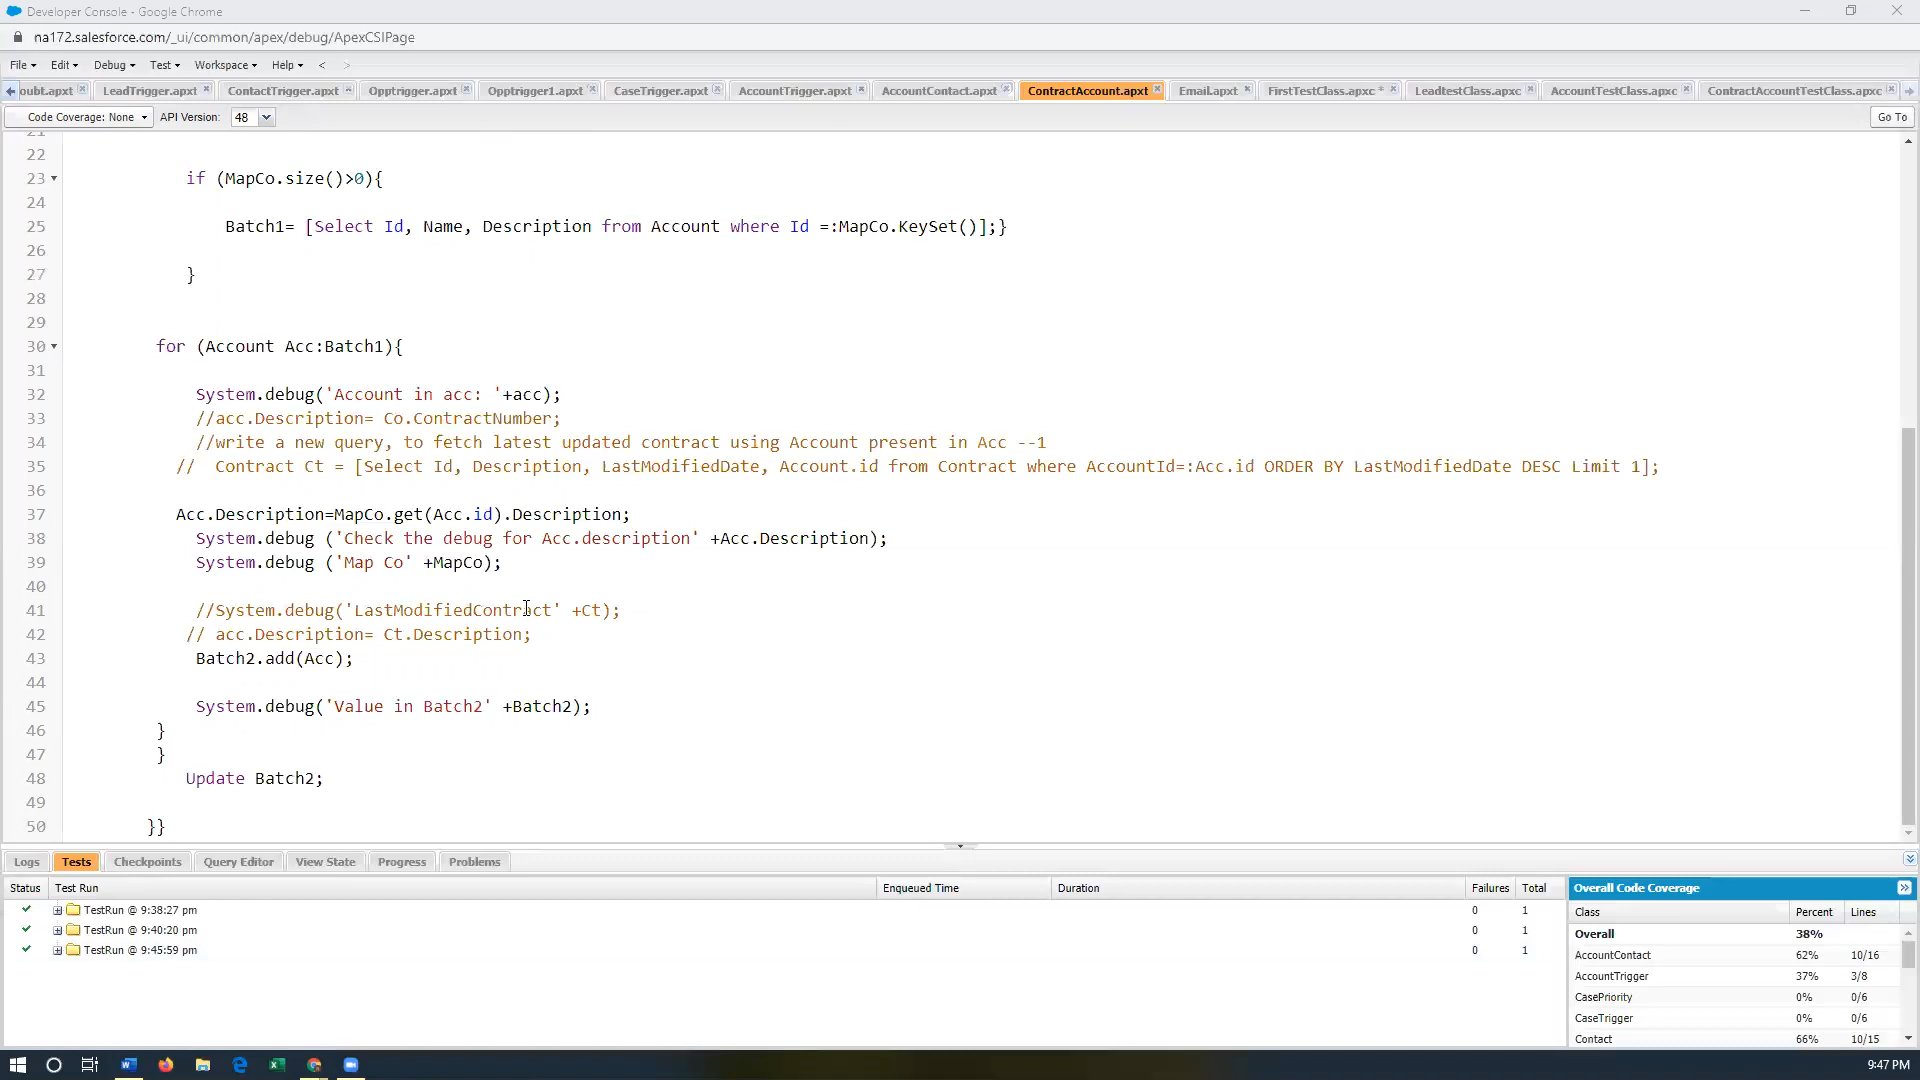 Developer Console - Google Chrome
na172.salesforce.com/_ui/common/apex/debug/ApexCSIPage
File Edit Debug Test Workspace Help < >
oubt.apxt LeadTrigger.apxt ContactTrigger.apxt Opptrigger.apxt Opptrigger1.apxt CaseTrigger.apxt AccountTrigger.apxt AccountContact.apxt ContractAccount.apxt Email.apxt FirstTestClass.apxc * LeadtestClass.apxc AccountTestClass.apxc ContractAccountTestClass.apxc
Code Coverage: None API Version: 48 Go To
21
22
23 if (MapCo.size()>0){
24
25 Batch1= [Select Id, Name, Description from Account where Id =:MapCo.KeySet()];}
26
27 }
28
29
30 for (Account Acc:Batch1){
31
32 System.debug('Account in acc: '+acc);
33 //acc.Description= Co.ContractNumber;
34 //write a new query, to fetch latest updated contract using Account present in Acc --1
35 // Contract Ct = [Select Id, Description, LastModifiedDate, Account.id from Contract where AccountId=:Acc.id ORDER BY LastModifiedDate DESC Limit 1];
36
37 Acc.Description=MapCo.get(Acc.id).Description;
38 System.debug ('Check the debug for Acc.description' +Acc.Description);
39 System.debug ('Map Co' +MapCo);
40
41 //System.debug('LastModifiedContract' +Ct);
42 // acc.Description= Ct.Description;
43 Batch2.add(Acc);
44
45 System.debug('Value in Batch2' +Batch2);
46 }
47 }
48 Update Batch2;
49
50 }}
Logs Tests Checkpoints Query Editor View State Progress Problems
Status Test Run Enqueued Time Duration Failures Total
TestRun @ 9:38:27 pm 0 1
TestRun @ 9:40:20 pm 0 1
TestRun @ 9:45:59 pm 0 1
Overall Code Coverage
Class Percent Lines
Overall 38%
AccountContact 62% 10/16
AccountTrigger 37% 3/8
CasePriority 0% 0/6
CaseTrigger 0% 0/6
Contact 66% 10/15
9:47 PM